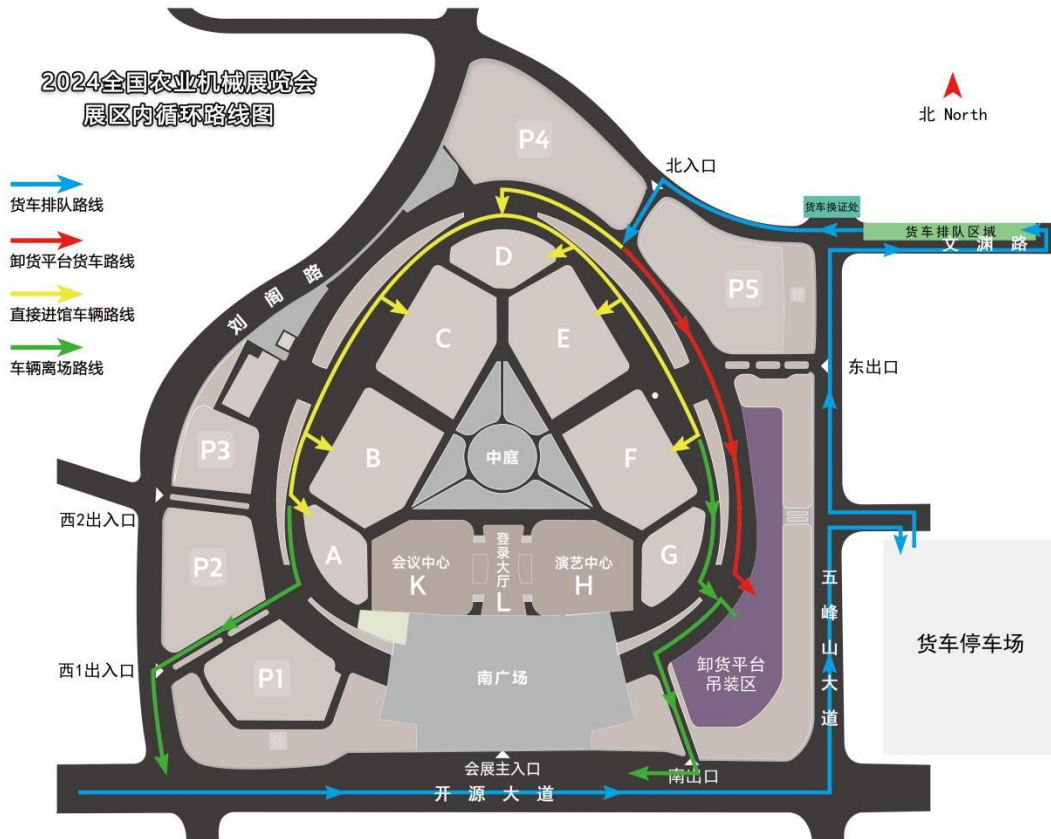 2024全国农业机械展览会
展区内循环路线图
北 North
货车排队路线
卸货平台货车路线
直接进馆车辆路线
车辆离场路线
P4
北入口
货车换证处
货车排队区域
文渊路
刘阁路
D
C
E
P5
东出口
P3
B
中庭
F
西2出入口
P2
A
会议中心
K
登录大厅
L
演艺中心
H
G
五峰山大道
货车停车场
西1出入口
P1
南广场
卸货平台
吊装区
会展主入口
南出口
开源大道